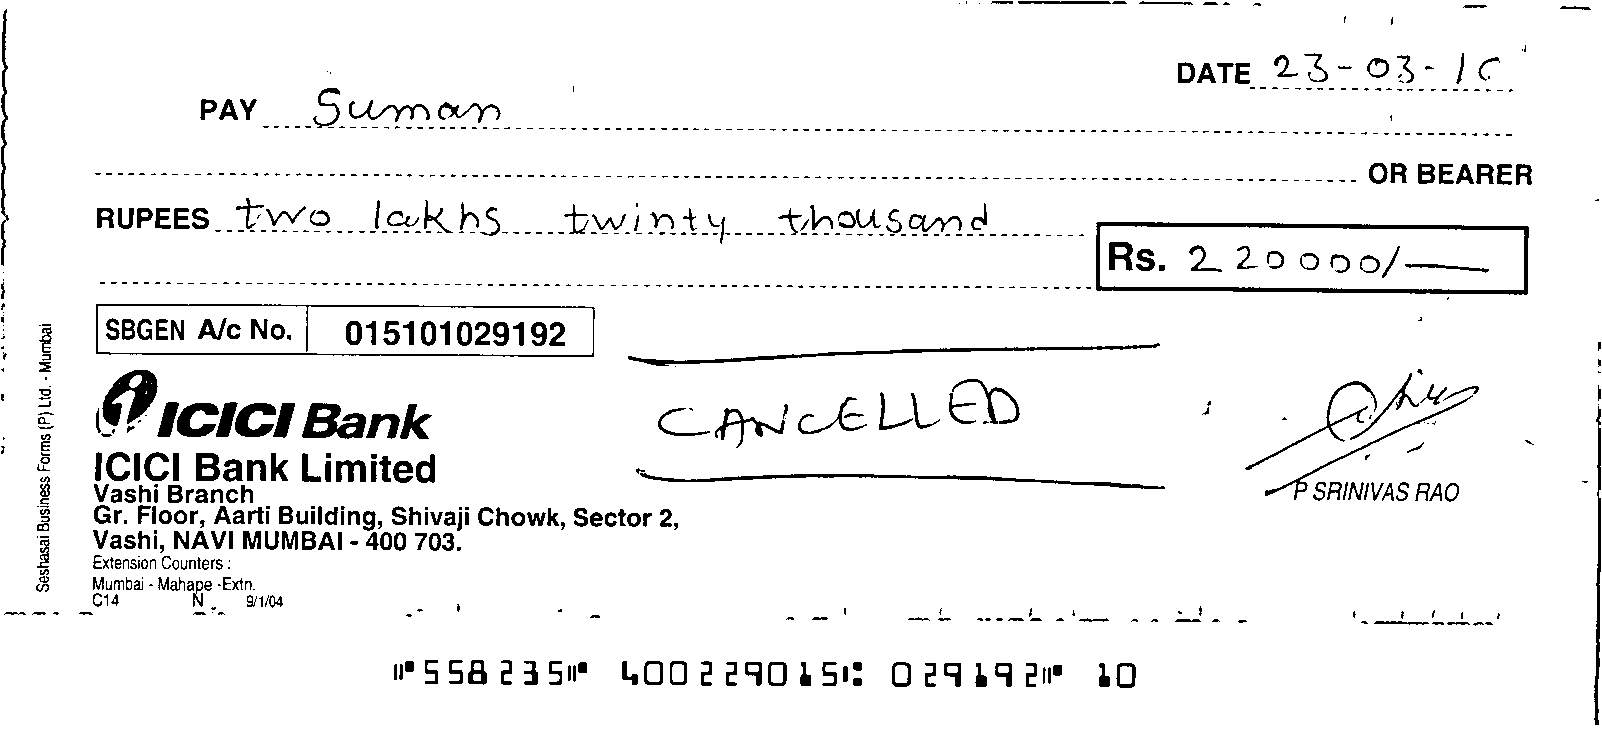 DATE 23-03-1
PAY Suman
OR BEARER
RUPEES two lakhs twinty thousand
Rs. 220000/-
SBGEN A/c No. 015101029192
CANCELLED
ICICI Bank
ICICI Bank Limited
Vashi Branch
Gr. Floor, Aarti Building, Shivaji Chowk, Sector 2,
Vashi, NAVI MUMBAI - 400 703.
Extension Counters :
Mumbai - Mahape -Extn.
C14 N 9/1/04
P SRINIVAS RAO
Seshasai Business Forms (P) Ltd. - Mumbai
⑈558235⑈ 400229015⑆ 029192⑈ 10